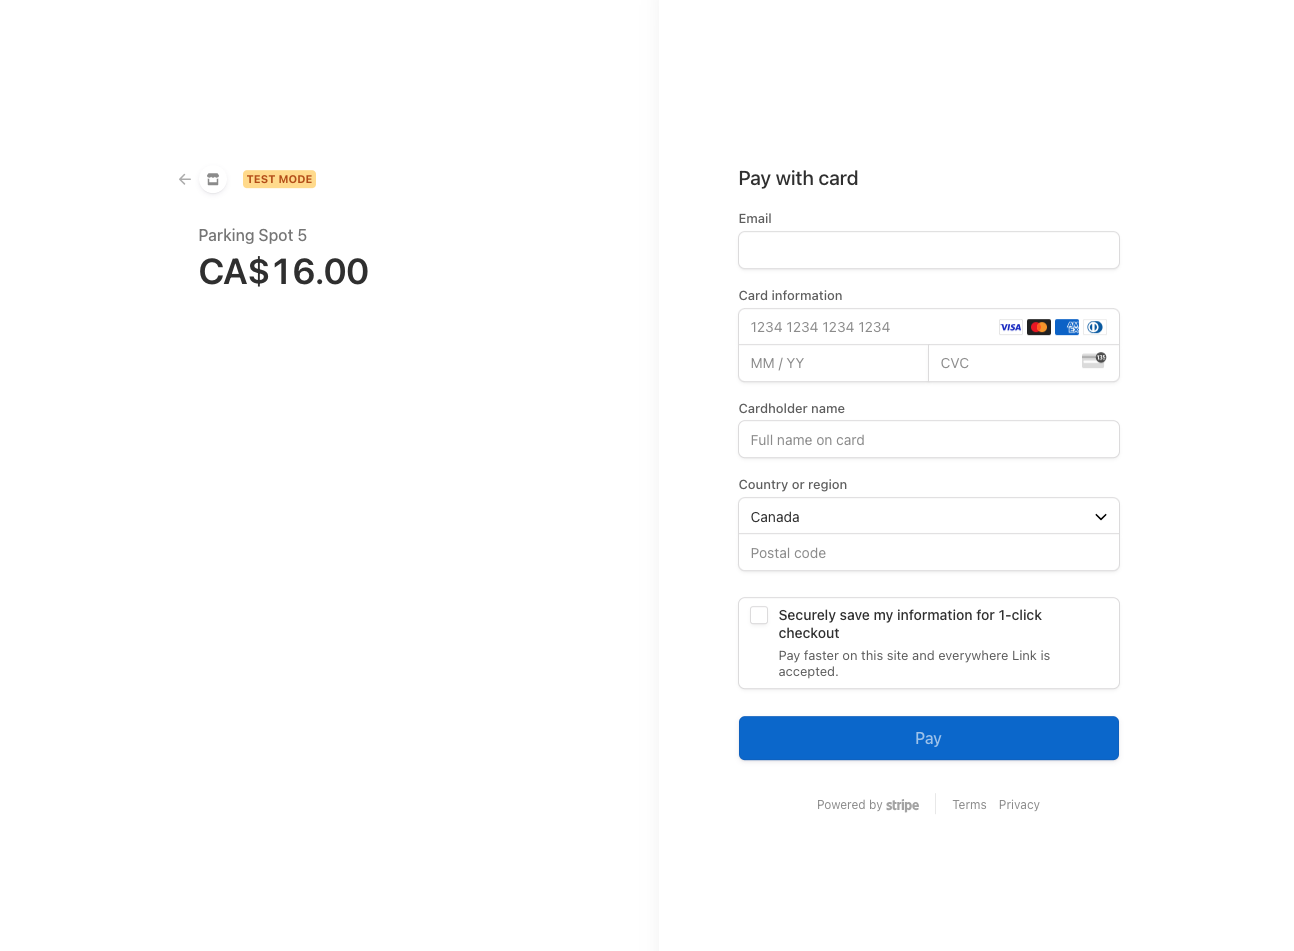 TEST MODE
Parking Spot 5
CA$16.00
Pay with card
Email
Card information
1234 1234 1234 1234 VISA
MM / YY CVC 135
Cardholder name
Full name on card
Country or region
Canada
Postal code
Securely save my information for 1-click
checkout
Pay faster on this site and everywhere Link is
accepted.
Pay
Powered by stripe Terms Privacy